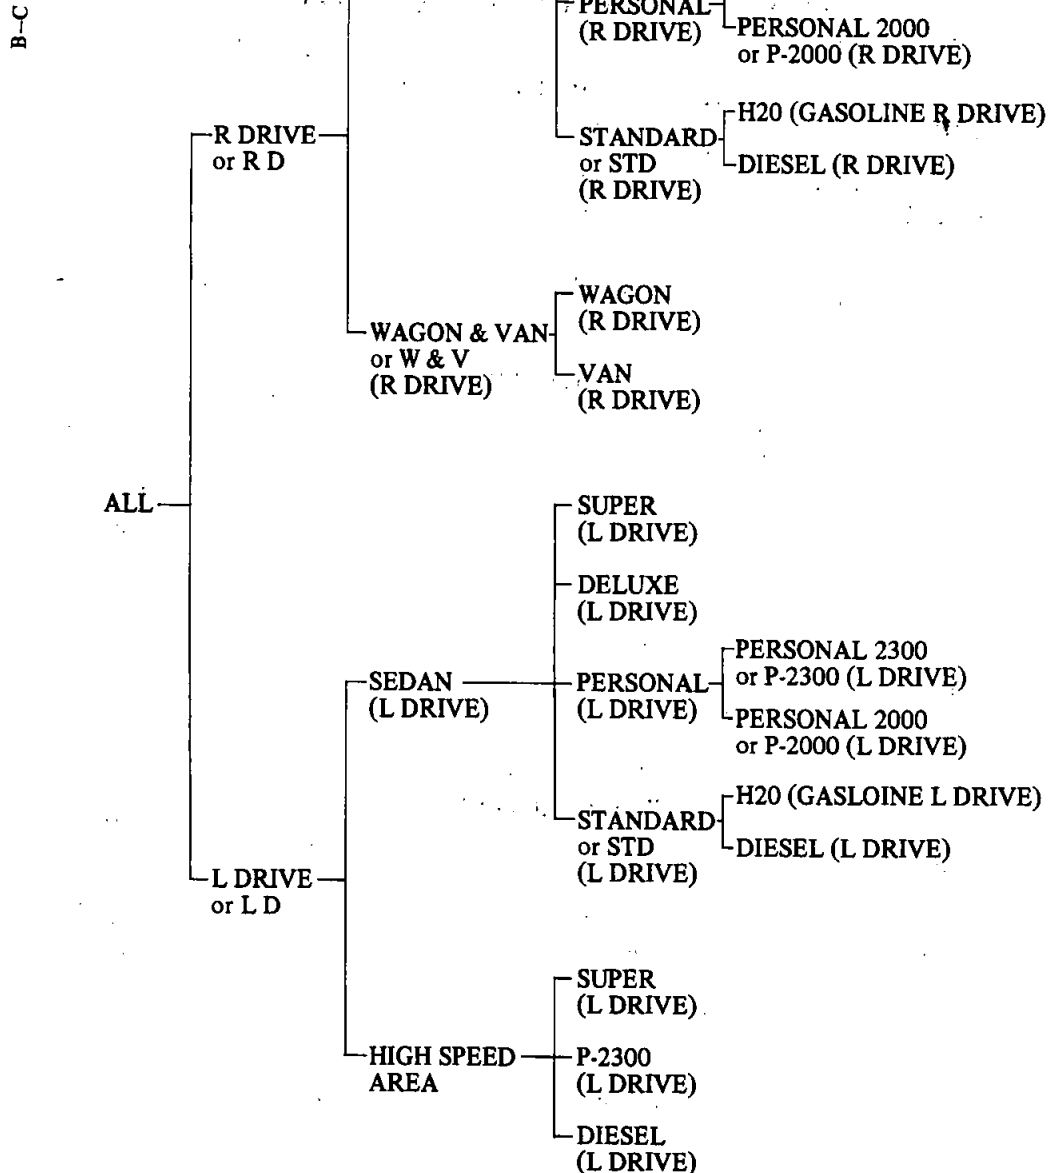 B-C
PERSONAL
(R DRIVE)
PERSONAL 2000
or P-2000 (R DRIVE)
R DRIVE
or R D
STANDARD
or STD
(R DRIVE)
H20 (GASOLINE R DRIVE)
DIESEL (R DRIVE)
WAGON & VAN
or W & V
(R DRIVE)
WAGON
(R DRIVE)
VAN
(R DRIVE)
ALL
SUPER
(L DRIVE)
DELUXE
(L DRIVE)
SEDAN
(L DRIVE)
PERSONAL
(L DRIVE)
PERSONAL 2300
or P-2300 (L DRIVE)
PERSONAL 2000
or P-2000 (L DRIVE)
STANDARD
or STD
(L DRIVE)
H20 (GASLOINE L DRIVE)
DIESEL (L DRIVE)
L DRIVE
or L D
HIGH SPEED
AREA
SUPER
(L DRIVE)
P-2300
(L DRIVE)
DIESEL
(L DRIVE)